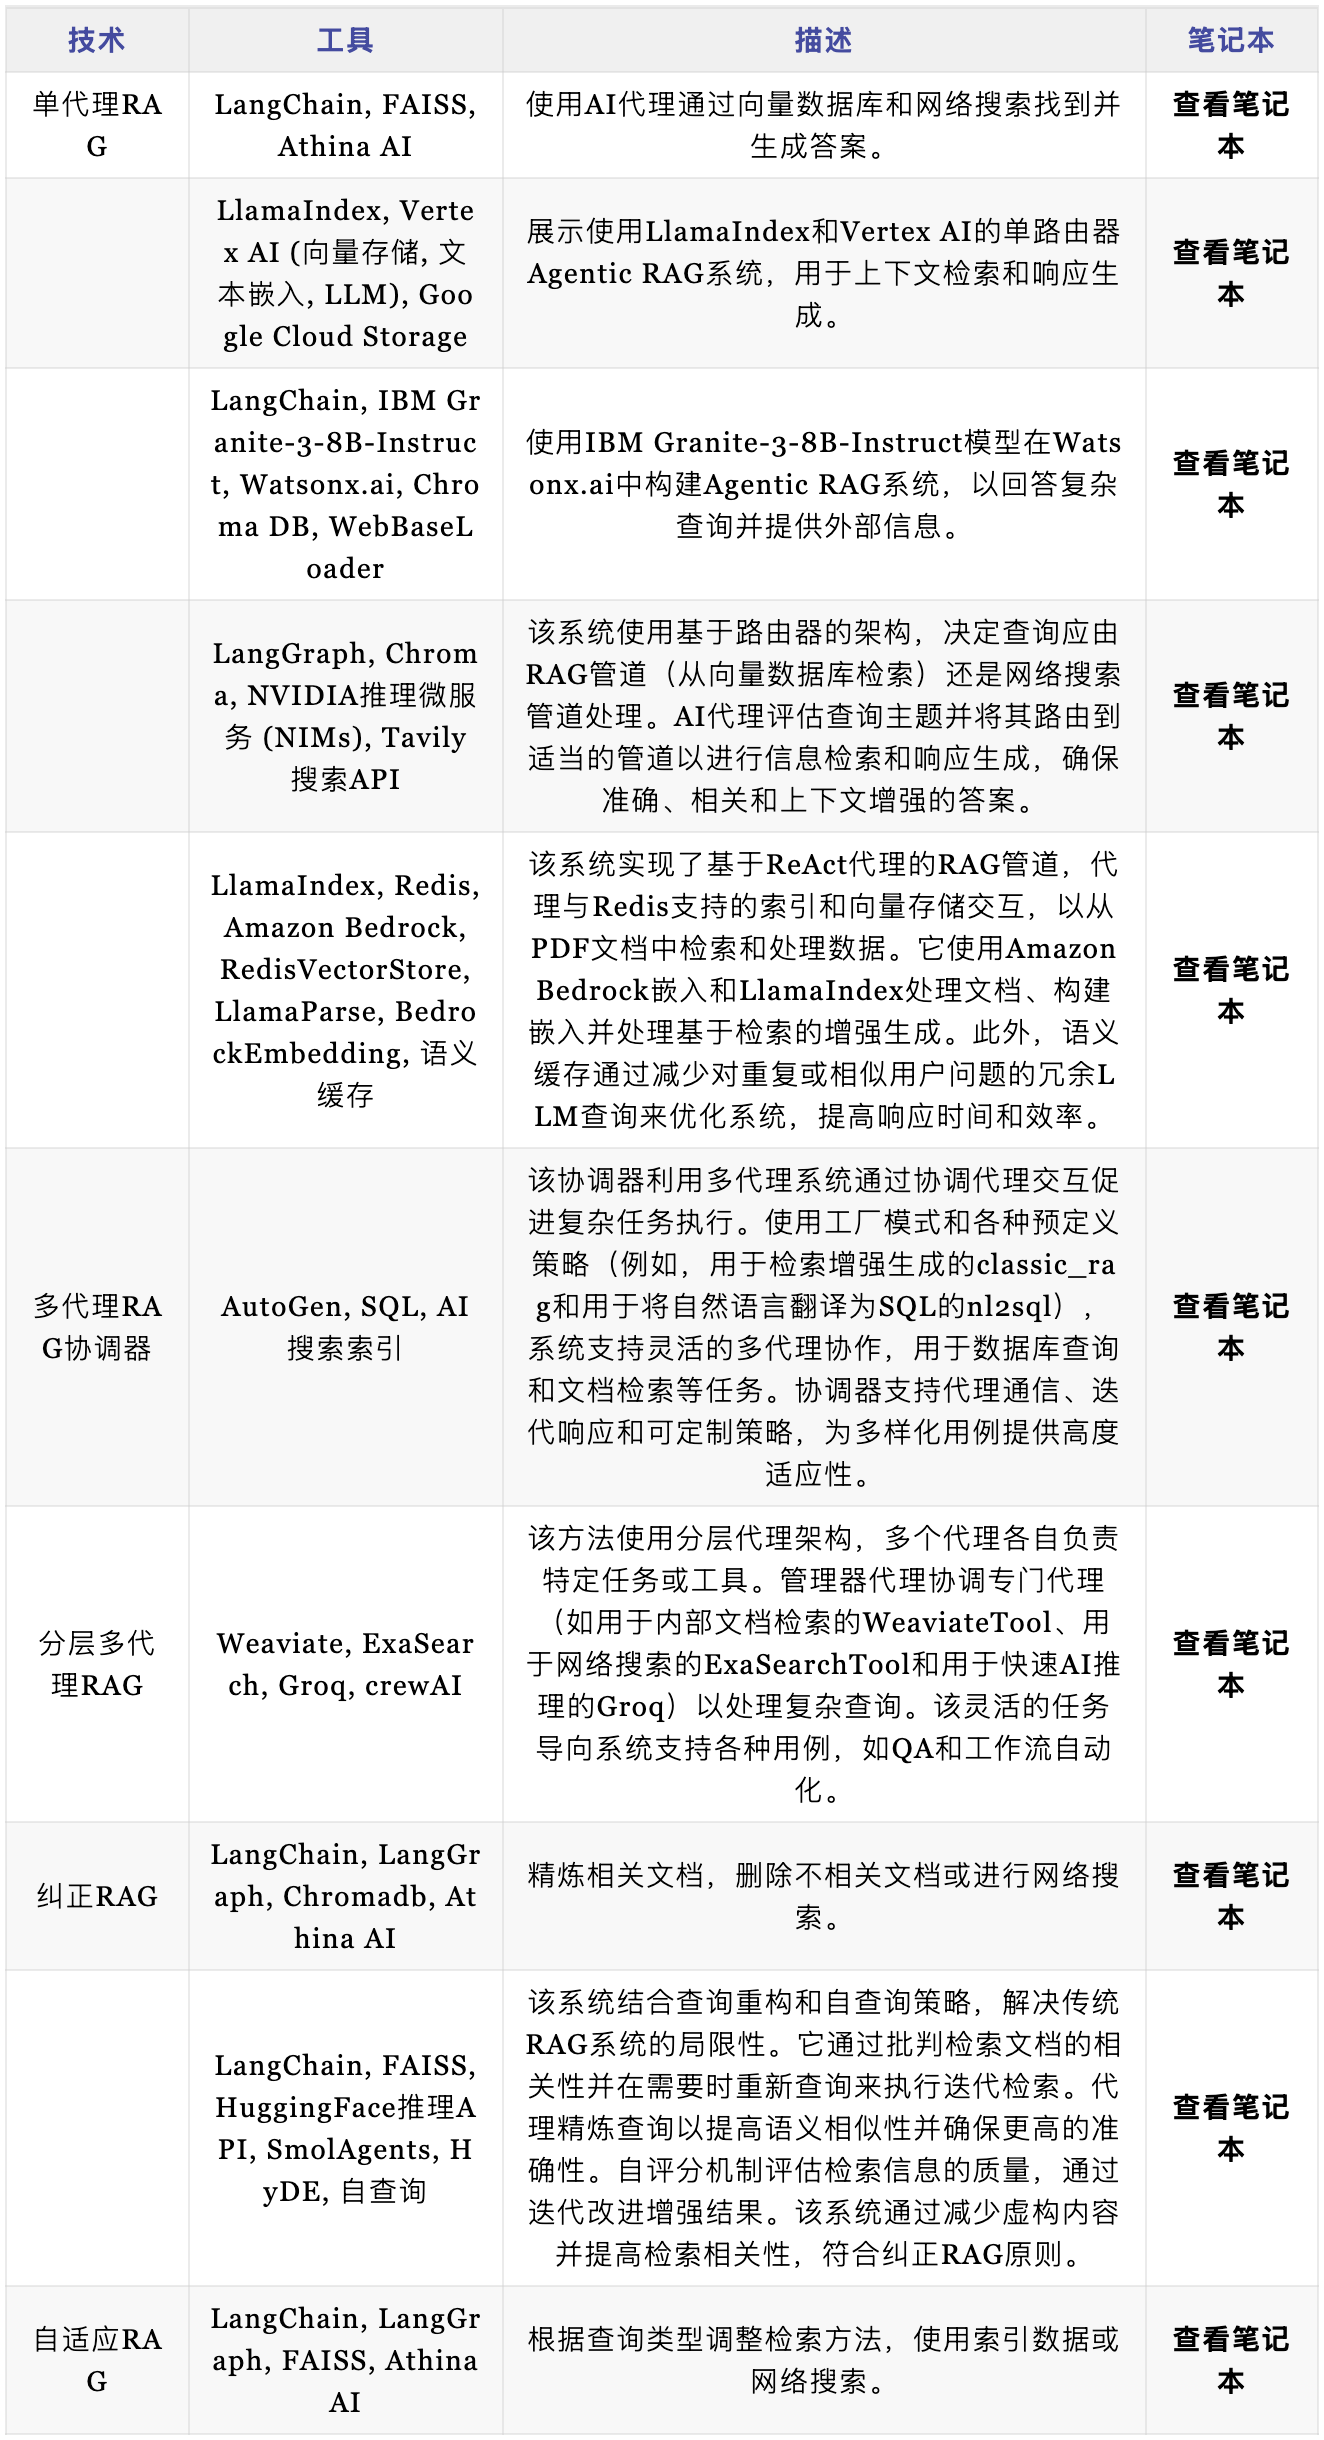 技术
工具
描述
笔记本
单代理RA
G
LangChain, FAISS,
Athina AI
使用AI代理通过向量数据库和网络搜索找到并
生成答案。
查看笔记
本
LlamaIndex, Verte
x AI (向量存储, 文
本嵌入, LLM), Goo
gle Cloud Storage
展示使用LlamaIndex和Vertex AI的单路由器
Agentic RAG系统，用于上下文检索和响应生
成。
查看笔记
本
LangChain, IBM Gr
anite-3-8B-Instruc
t, Watsonx.ai, Chro
ma DB, WebBaseL
oader
使用IBM Granite-3-8B-Instruct模型在Wats
onx.ai中构建Agentic RAG系统，以回答复杂
查询并提供外部信息。
查看笔记
本
LangGraph, Chrom
a, NVIDIA推理微服
务 (NIMs), Tavily
搜索API
该系统使用基于路由器的架构，决定查询应由
RAG管道（从向量数据库检索）还是网络搜索
管道处理。AI代理评估查询主题并将其路由到
适当的管道以进行信息检索和响应生成，确保
准确、相关和上下文增强的答案。
查看笔记
本
LlamaIndex, Redis,
Amazon Bedrock,
RedisVectorStore,
LlamaParse, Bedro
ckEmbedding, 语义
缓存
该系统实现了基于ReAct代理的RAG管道，代
理与Redis支持的索引和向量存储交互，以从
PDF文档中检索和处理数据。它使用Amazon
Bedrock嵌入和LlamaIndex处理文档、构建
嵌入并处理基于检索的增强生成。此外，语义
缓存通过减少对重复或相似用户问题的冗余L
LM查询来优化系统，提高响应时间和效率。
查看笔记
本
多代理RA
G协调器
AutoGen, SQL, AI
搜索索引
该协调器利用多代理系统通过协调代理交互促
进复杂任务执行。使用工厂模式和各种预定义
策略（例如，用于检索增强生成的classic_ra
g和用于将自然语言翻译为SQL的nl2sql），
系统支持灵活的多代理协作，用于数据库查询
和文档检索等任务。协调器支持代理通信、迭
代响应和可定制策略，为多样化用例提供高度
适应性。
查看笔记
本
分层多代
理RAG
Weaviate, ExaSear
ch, Groq, crewAI
该方法使用分层代理架构，多个代理各自负责
特定任务或工具。管理器代理协调专门代理
（如用于内部文档检索的WeaviateTool、用
于网络搜索的ExaSearchTool和用于快速AI推
理的Groq）以处理复杂查询。该灵活的任务
导向系统支持各种用例，如QA和工作流自动
化。
查看笔记
本
纠正RAG
LangChain, LangGr
aph, Chromadb, At
hina AI
精炼相关文档，删除不相关文档或进行网络搜
索。
查看笔记
本
LangChain, FAISS,
HuggingFace推理A
PI, SmolAgents, H
yDE, 自查询
该系统结合查询重构和自查询策略，解决传统
RAG系统的局限性。它通过批判检索文档的相
关性并在需要时重新查询来执行迭代检索。代
理精炼查询以提高语义相似性并确保更高的准
确性。自评分机制评估检索信息的质量，通过
迭代改进增强结果。该系统通过减少虚构内容
并提高检索相关性，符合纠正RAG原则。
查看笔记
本
自适应RA
G
LangChain, LangGr
aph, FAISS, Athina
AI
根据查询类型调整检索方法，使用索引数据或
网络搜索。
查看笔记
本